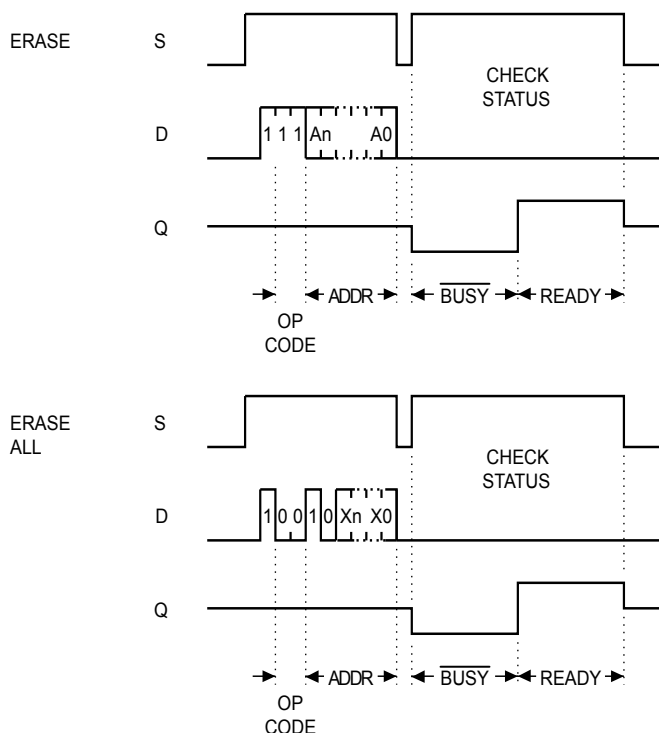 ERASE S
CHECK
STATUS
D 1 1 1 An A0
Q
ADDR BUSY READY
OP
CODE
ERASE S
ALL
CHECK
STATUS
D 1 0 0 1 0 Xn X0
Q
ADDR BUSY READY
OP
CODE